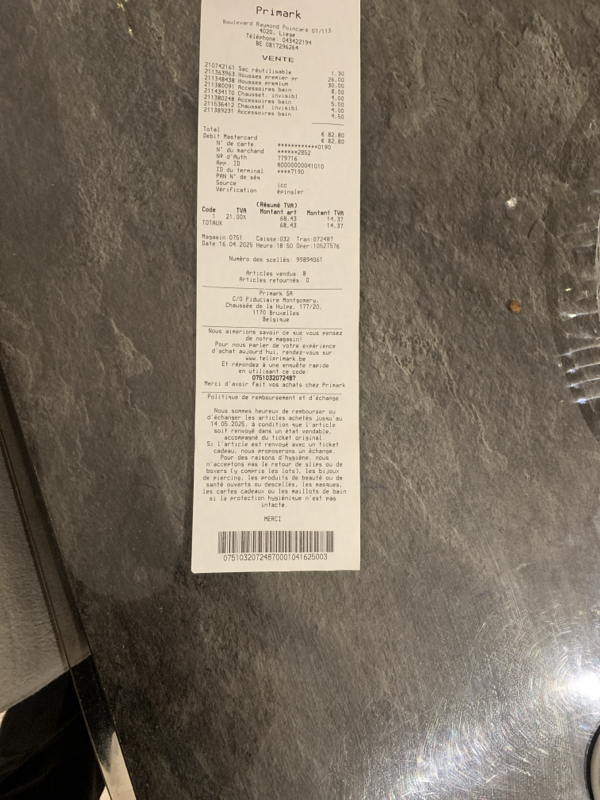 Primark
Boulevard Raymond Poincaré 07/113
4020, Liege
Téléphone: 043422194
BE 0817296264
VENTE
210742161 Sac réutilisable 1.30
211363963 Housses premier pr 26.00
211348438 Housses premium 30.00
211380091 Accessoires bain 8.00
211434170 Chausset. invisibl 4.00
211380248 Accessoires bain 5.00
211536412 Chausset. invisibl 4.00
211389231 Accessoires bain 4.50
Total € 82.80
Debit Mastercard € 82.80
N° de carte ************0190
N° du marchand ******2852
N° d'Auth 779716
App. ID A0000000041010
ID du terminal ****7190
PAN N° de séq
Source icc
Vérification épingler
(Résumé TVA)
Code TVA Montant art Montant TVA
1 21.00% 68.43 14.37
TOTAUX 68.43 14.37
Magasin:0751 Caisse:032 Tran:072487
Date:16.04.2025 Heure:18:50 Oper:10527576
Numéro des scellés: 95894061
Articles vendus: 8
Articles retournés: 0
Primark SA
C/O Fiduciaire Montgomery,
Chaussée de la Hulpe, 177/20,
1170 Bruxelles
Belgique
Nous aimerions savoir ce que vous pensez
de notre magasin!
Pour nous parler de votre expérience
d'achat aujourd'hui, rendez-vous sur
www.tellprimark.be
Et répondez à une enquête rapide
en utilisant ce code:
0751032072487
Merci d'avoir fait vos achats chez Primark
Politique de remboursement et d'échange
Nous sommes heureux de rembourser ou
d'échanger les articles achetés jusqu'au
14.05.2025, à condition que l'article
soit renvoyé dans un état vendable,
accompagné du ticket original.
Si l'article est renvoyé avec un ticket
cadeau, nous proposerons un échange.
Pour des raisons d'hygiène, nous
n'acceptons pas le retour de slips ou de
boxers (y compris les lots), les bijoux
de piercing, les produits de beauté ou de
santé ouverts ou descellés, les masques,
les cartes cadeaux ou les maillots de bain
si la protection hygiénique n'est pas
intacte.
MERCI
07510320724870001041625003